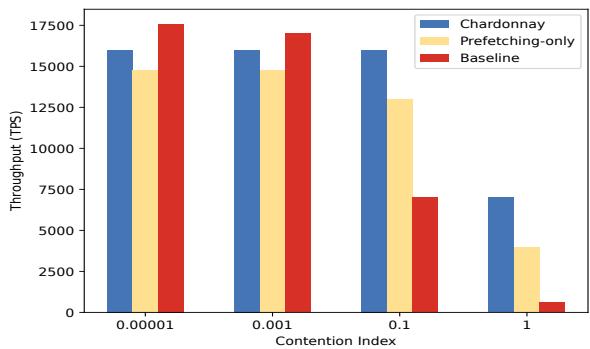 Chardonnay
Prefetching-only
Baseline
Throughput (TPS)
17500
15000
12500
10000
7500
5000
2500
0
0.00001
0.001
0.1
1
Contention Index